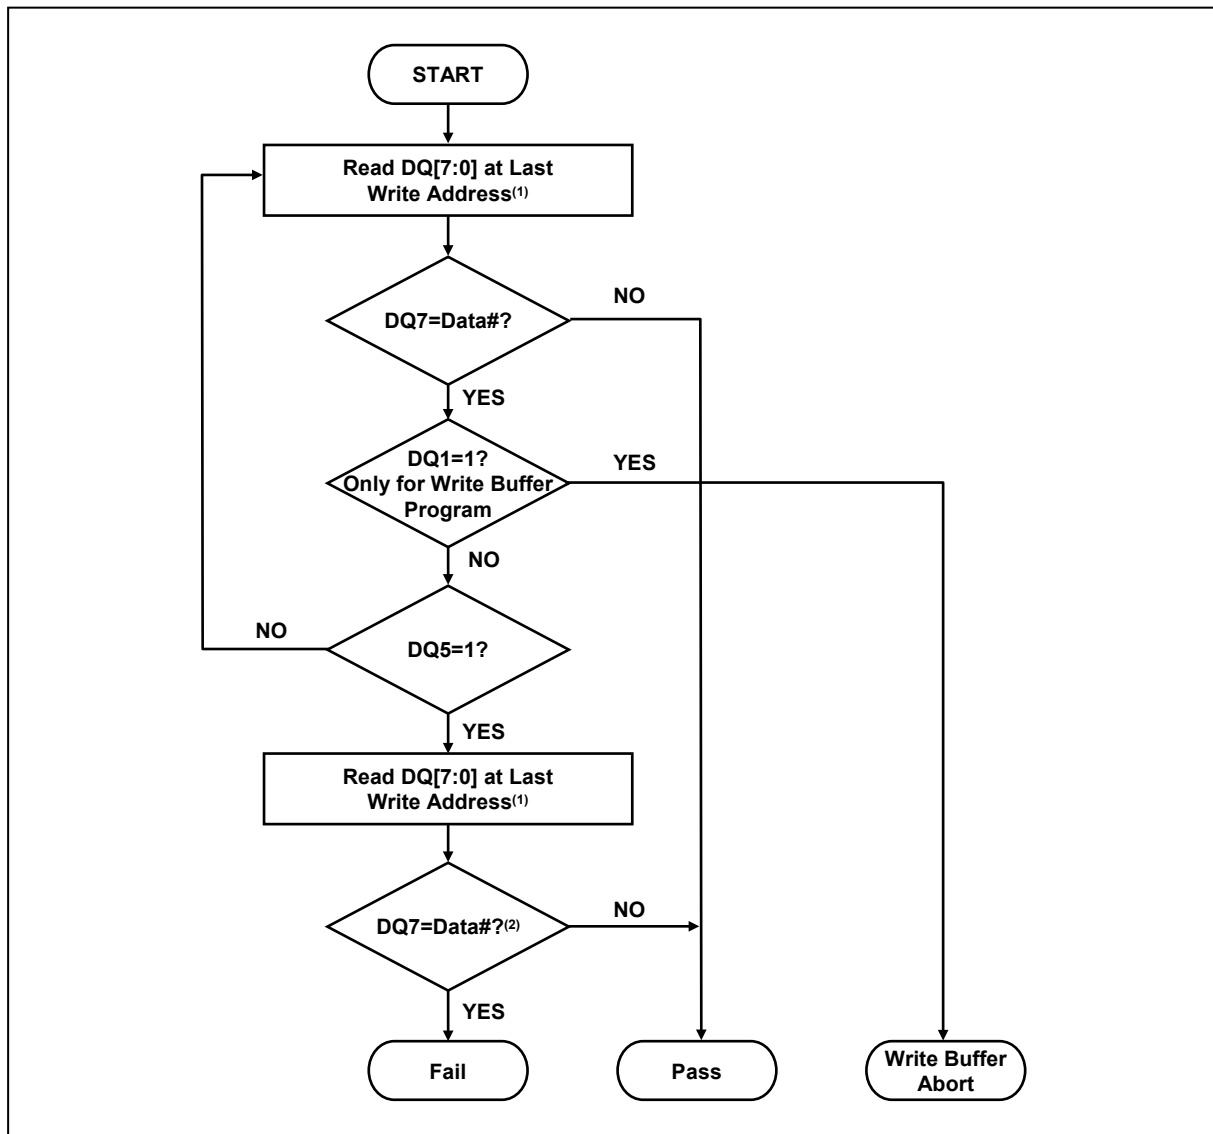 START
Read DQ[7:0] at Last
Write Address(1)
NO
DQ7=Data#?
YES
DQ1=1?
Only for Write Buffer
Program
YES
NO
NO
DQ5=1?
YES
Read DQ[7:0] at Last
Write Address(1)
NO
DQ7=Data#?(2)
YES
Fail
Pass
Write Buffer
Abort